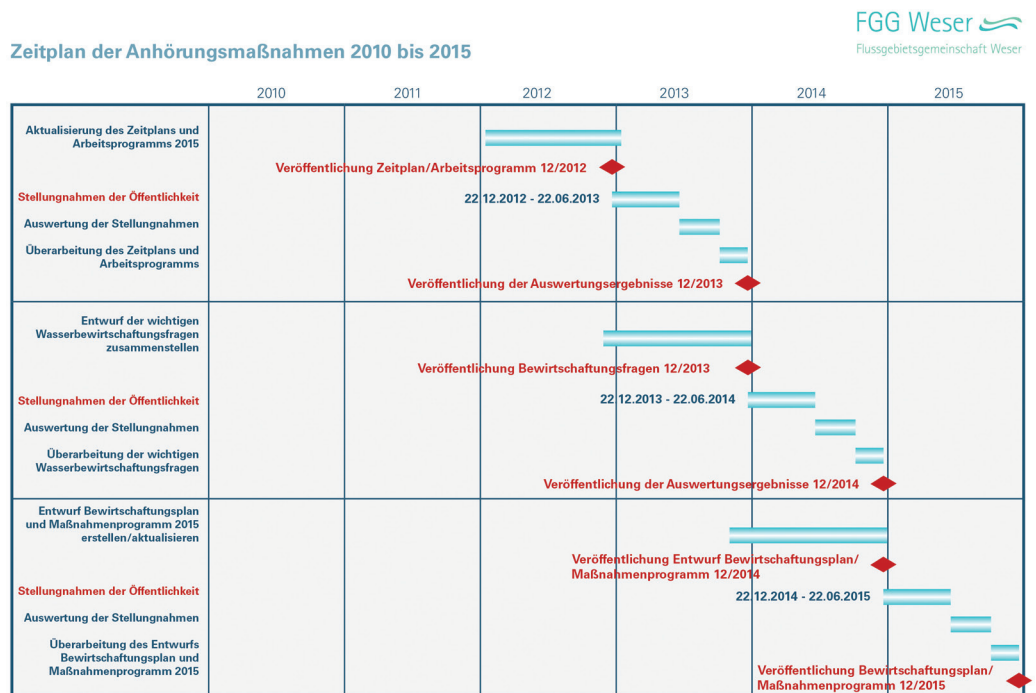 FGG Weser
Flussgebietsgemeinschaft Weser
Zeitplan der Anhörungsmaßnahmen 2010 bis 2015
2010 2011 2012 2013 2014 2015
Aktualisierung des Zeitplans und
Arbeitsprogramms 2015
Veröffentlichung Zeitplan/Arbeitsprogramm 12/2012
Stellungnahmen der Öffentlichkeit
22.12.2012 - 22.06.2013
Auswertung der Stellungnahmen
Überarbeitung des Zeitplans und
Arbeitsprogramms
Veröffentlichung der Auswertungsergebnisse 12/2013
Entwurf der wichtigen
Wasserbewirtschaftungsfragen
zusammenstellen
Veröffentlichung Bewirtschaftungsfragen 12/2013
Stellungnahmen der Öffentlichkeit
22.12.2013 - 22.06.2014
Auswertung der Stellungnahmen
Überarbeitung der wichtigen
Wasserbewirtschaftungsfragen
Veröffentlichung der Auswertungsergebnisse 12/2014
Entwurf Bewirtschaftungsplan
und Maßnahmenprogramm 2015
erstellen/aktualisieren
Veröffentlichung Entwurf Bewirtschaftungsplan/
Maßnahmenprogramm 12/2014
Stellungnahmen der Öffentlichkeit
22.12.2014 - 22.06.2015
Auswertung der Stellungnahmen
Überarbeitung des Entwurfs
Bewirtschaftungsplan und
Maßnahmenprogramm 2015
Veröffentlichung Bewirtschaftungsplan/
Maßnahmenprogramm 12/2015